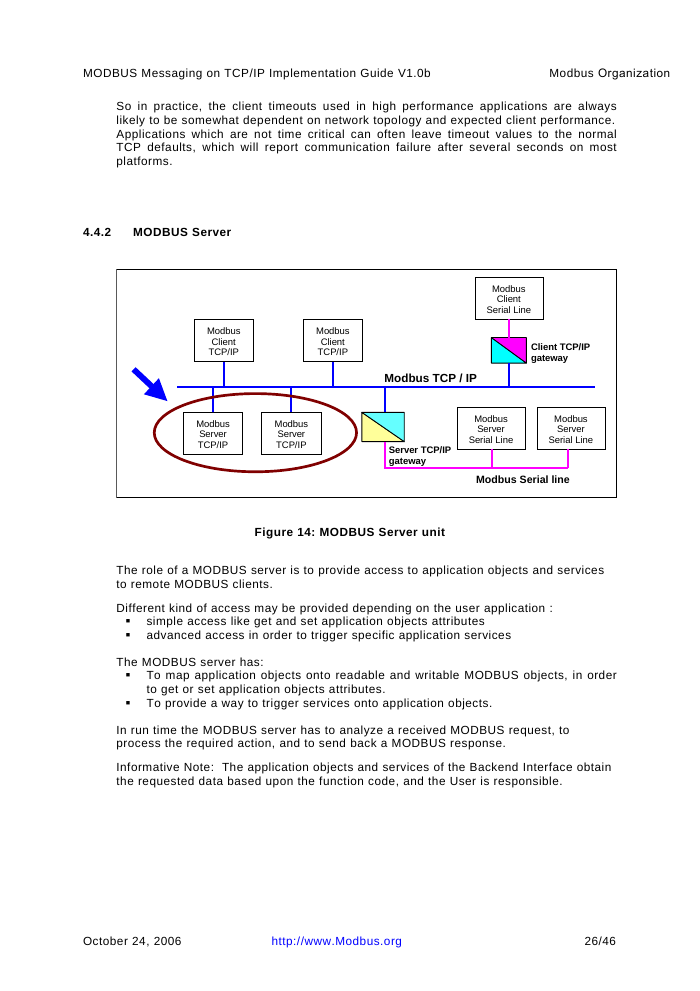 MODBUS Messaging on TCP/IP Implementation Guide V1.0b Modbus Organization
So in practice, the client timeouts used in high performance applications are always
likely to be somewhat dependent on network topology and expected client performance.
Applications which are not time critical can often leave timeout values to the normal
TCP defaults, which will report communication failure after several seconds on most
platforms.
4.4.2 MODBUS Server
Modbus
Client
Serial Line
Modbus
Client
TCP/IP
Modbus
Client
TCP/IP
Client TCP/IP
gateway
Modbus TCP / IP
Modbus
Server
TCP/IP
Modbus
Server
TCP/IP
Modbus
Server
Serial Line
Modbus
Server
Serial Line
Server TCP/IP
gateway
Modbus Serial line
Figure 14: MODBUS Server unit
The role of a MODBUS server is to provide access to application objects and services
to remote MODBUS clients.
Different kind of access may be provided depending on the user application :
▪ simple access like get and set application objects attributes
▪ advanced access in order to trigger specific application services
The MODBUS server has:
▪ To map application objects onto readable and writable MODBUS objects, in order
to get or set application objects attributes.
▪ To provide a way to trigger services onto application objects.
In run time the MODBUS server has to analyze a received MODBUS request, to
process the required action, and to send back a MODBUS response.
Informative Note: The application objects and services of the Backend Interface obtain
the requested data based upon the function code, and the User is responsible.
October 24, 2006 http://www.Modbus.org 26/46